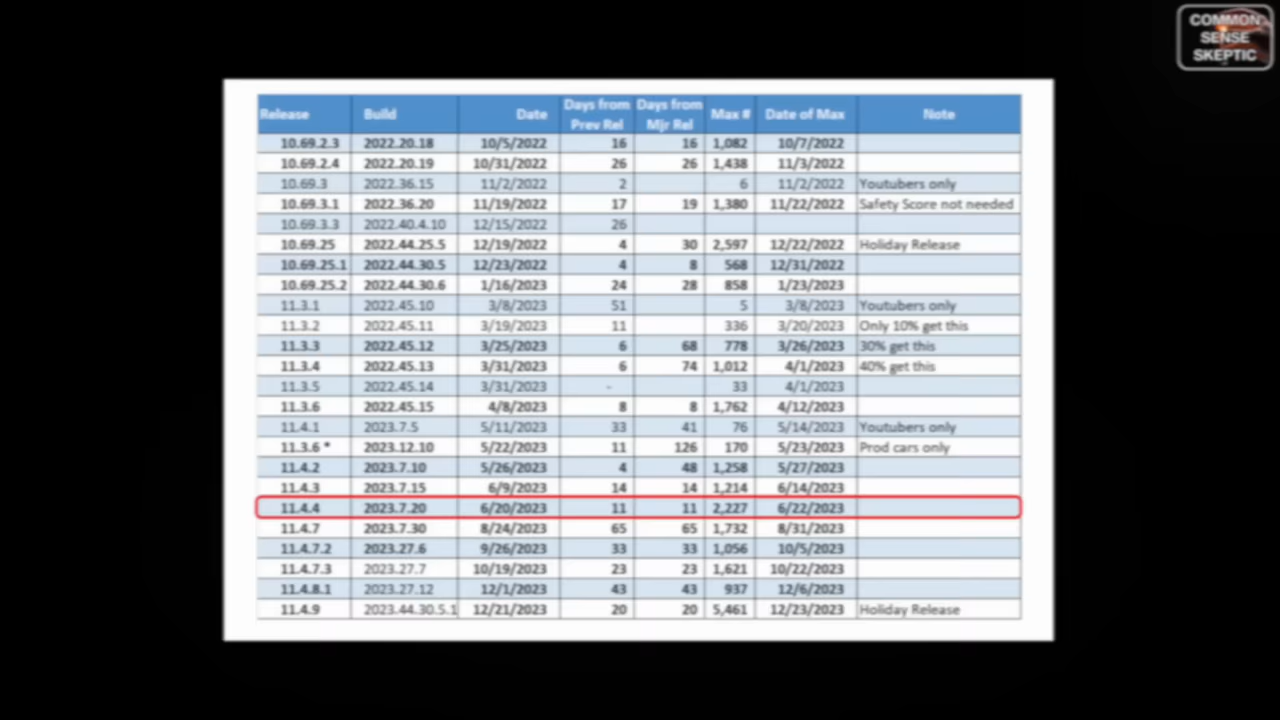 COMMON
SENSE
SKEPTIC
Release Build Date Days from Prev Rel Days from Mjr Rel Max # Date of Max Note
10.69.2.3 2022.20.18 10/5/2022 16 16 1,082 10/7/2022
10.69.2.4 2022.20.19 10/31/2022 26 26 1,438 11/3/2022
10.69.3 2022.36.15 11/2/2022 2 6 11/2/2022 Youtubers only
10.69.3.1 2022.36.20 11/19/2022 17 19 1,380 11/22/2022 Safety Score not needed
10.69.3.3 2022.40.4.10 12/15/2022 26
10.69.25 2022.44.25.5 12/19/2022 4 30 2,597 12/22/2022 Holiday Release
10.69.25.1 2022.44.30.5 12/23/2022 4 8 568 12/31/2022
10.69.25.2 2022.44.30.6 1/16/2023 24 28 858 1/23/2023
11.3.1 2022.45.10 3/8/2023 51 5 3/8/2023 Youtubers only
11.3.2 2022.45.11 3/19/2023 11 336 3/20/2023 Only 10% get this
11.3.3 2022.45.12 3/25/2023 6 68 778 3/26/2023 30% get this
11.3.4 2022.45.13 3/31/2023 6 74 1,012 4/1/2023 40% get this
11.3.5 2022.45.14 3/31/2023 - 33 4/1/2023
11.3.6 2022.45.15 4/8/2023 8 8 1,762 4/12/2023
11.4.1 2023.7.5 5/11/2023 33 41 76 5/14/2023 Youtubers only
11.3.6 * 2023.12.10 5/22/2023 11 126 170 5/23/2023 Prod cars only
11.4.2 2023.7.10 5/26/2023 4 48 1,258 5/27/2023
11.4.3 2023.7.15 6/9/2023 14 14 1,214 6/14/2023
11.4.4 2023.7.20 6/20/2023 11 11 2,227 6/22/2023
11.4.7 2023.7.30 8/24/2023 65 65 1,732 8/31/2023
11.4.7.2 2023.27.6 9/26/2023 33 33 1,056 10/5/2023
11.4.7.3 2023.27.7 10/19/2023 23 23 1,621 10/22/2023
11.4.8.1 2023.27.12 12/1/2023 43 43 937 12/6/2023
11.4.9 2023.44.30.5.1 12/21/2023 20 20 5,461 12/23/2023 Holiday Release